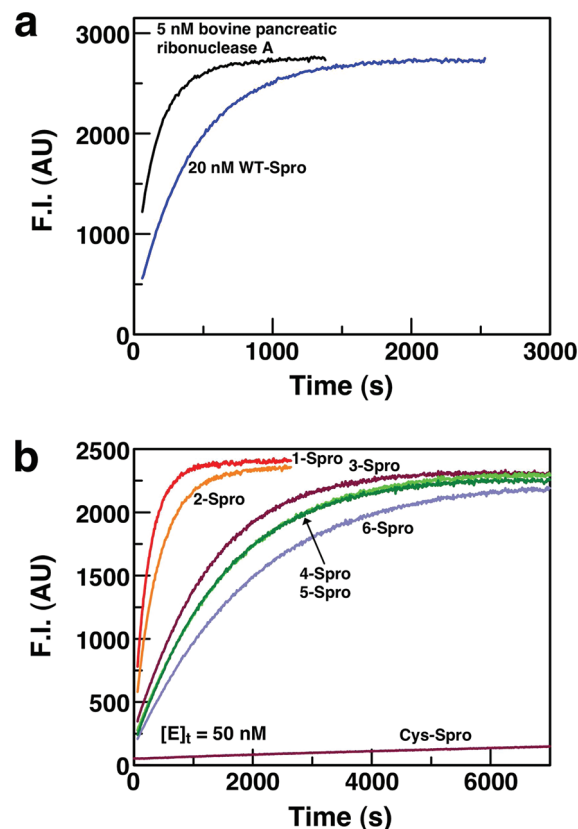 a
5 nM bovine pancreatic
ribonuclease A
20 nM WT-Spro
3000
2000
1000
0
F.I. (AU)
0 1000 2000 3000
Time (s)
b
1-Spro
2-Spro
3-Spro
6-Spro
4-Spro
5-Spro
[E]t = 50 nM
Cys-Spro
2500
2000
1500
1000
500
0
F.I. (AU)
0 2000 4000 6000
Time (s)